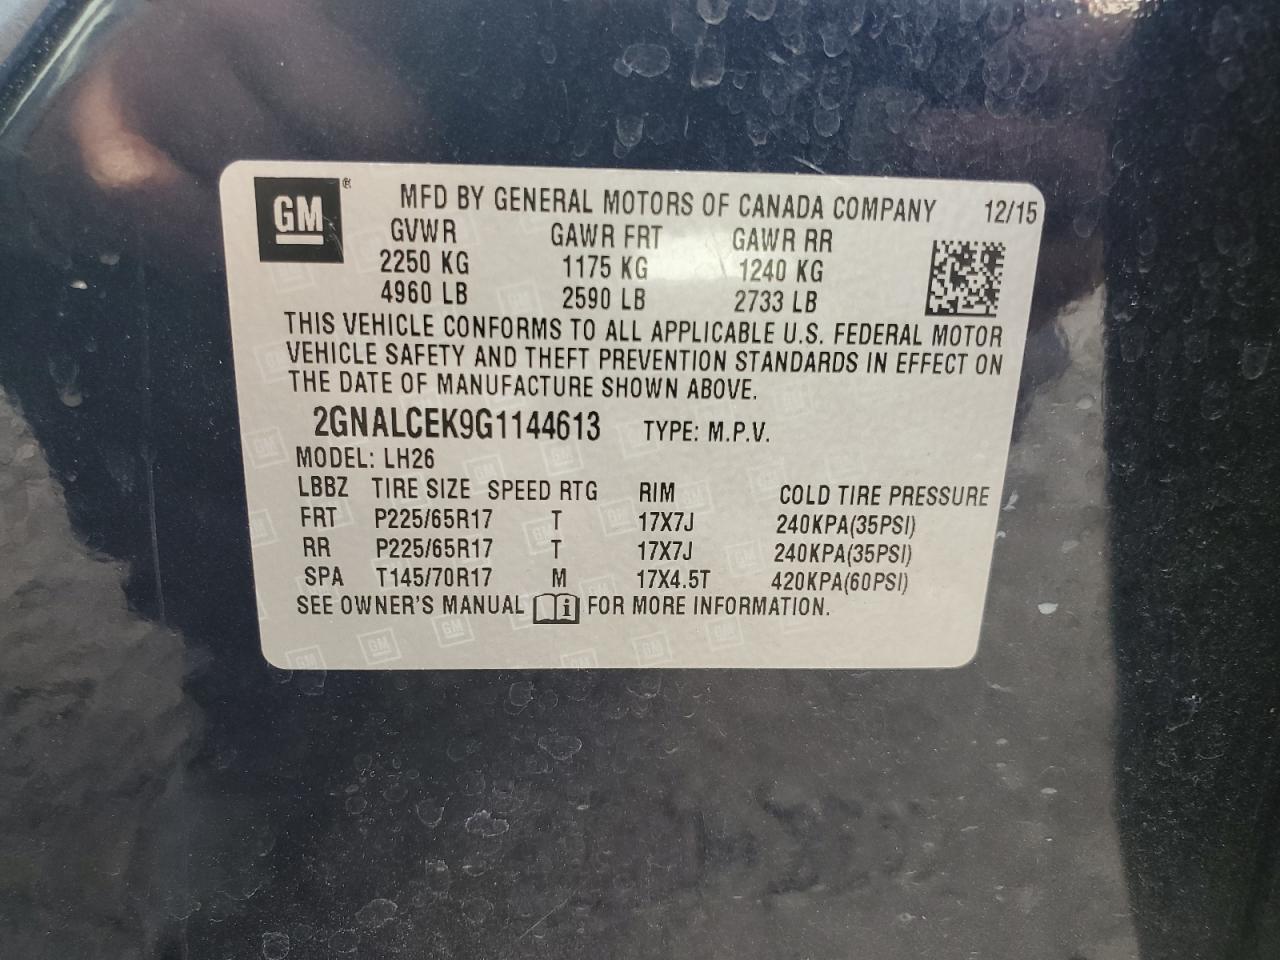 GM ®
MFD BY GENERAL MOTORS OF CANADA COMPANY 12/15
GVWR GAWR FRT GAWR RR
2250 KG 1175 KG 1240 KG
4960 LB 2590 LB 2733 LB
THIS VEHICLE CONFORMS TO ALL APPLICABLE U.S. FEDERAL MOTOR
VEHICLE SAFETY AND THEFT PREVENTION STANDARDS IN EFFECT ON
THE DATE OF MANUFACTURE SHOWN ABOVE.
2GNALCEK9G1144613 TYPE: M.P.V.
MODEL: LH26
LBBZ TIRE SIZE SPEED RTG RIM COLD TIRE PRESSURE
FRT P225/65R17 T 17X7J 240KPA(35PSI)
RR P225/65R17 T 17X7J 240KPA(35PSI)
SPA T145/70R17 M 17X4.5T 420KPA(60PSI)
SEE OWNER'S MANUAL i FOR MORE INFORMATION.